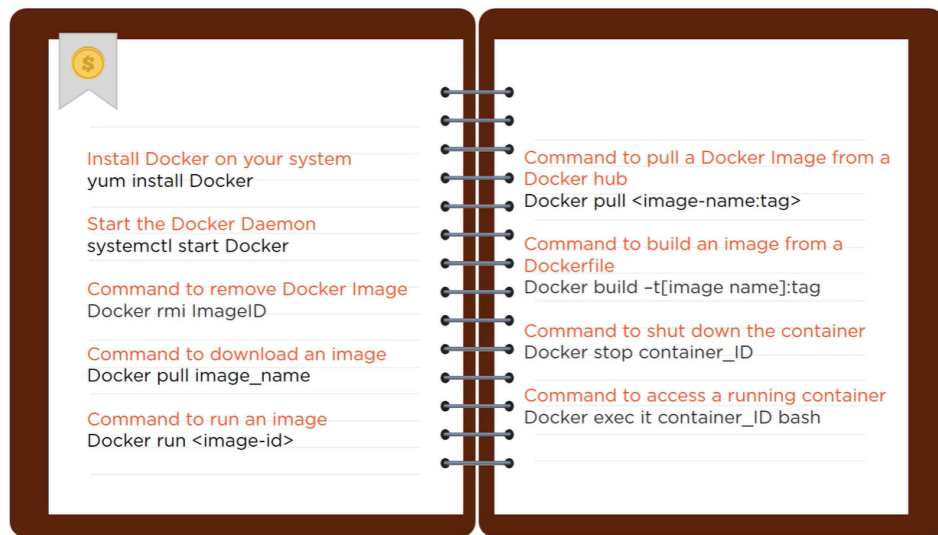 $
Install Docker on your system
yum install Docker
Start the Docker Daemon
systemctl start Docker
Command to remove Docker Image
Docker rmi ImageID
Command to download an image
Docker pull image_name
Command to run an image
Docker run <image-id>
Command to pull a Docker Image from a
Docker hub
Docker pull <image-name:tag>
Command to build an image from a
Dockerfile
Docker build –t[image name]:tag
Command to shut down the container
Docker stop container_ID
Command to access a running container
Docker exec it container_ID bash